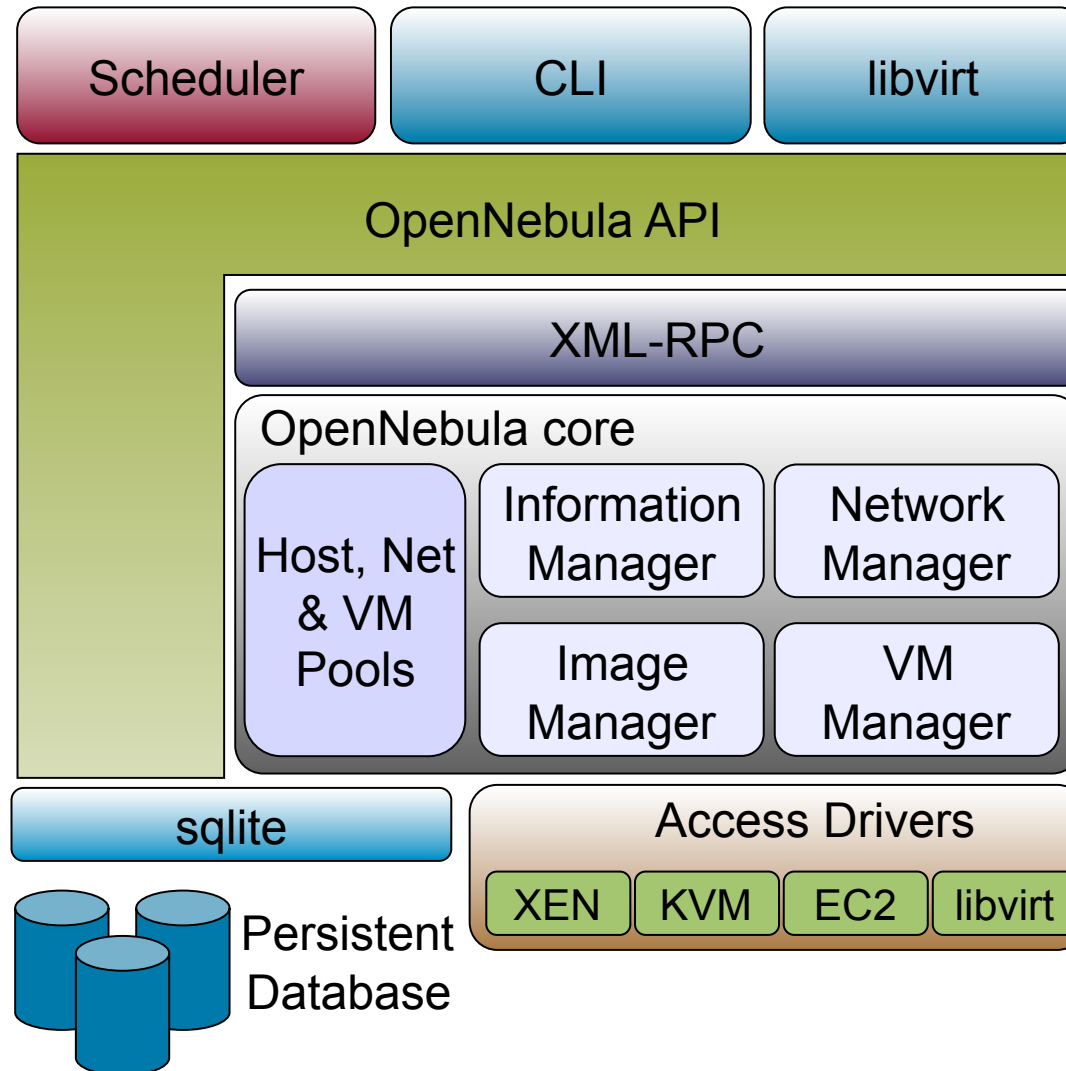 Scheduler
CLI
libvirt
OpenNebula API
XML-RPC
OpenNebula core
Host, Net
& VM
Pools
Information
Manager
Network
Manager
Image
Manager
VM
Manager
sqlite
Access Drivers
XEN
KVM
EC2
libvirt
Persistent
Database